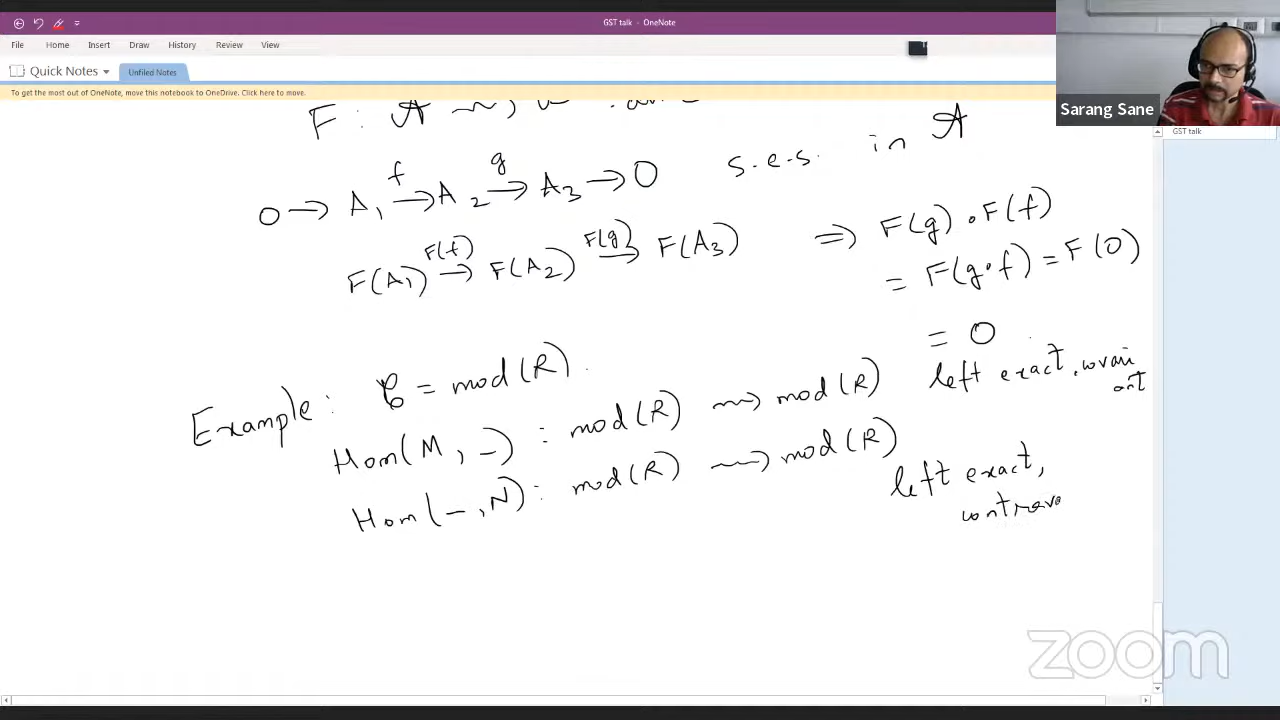 GST talk - OneNote
File Home Insert Draw History Review View
Quick Notes Unfiled Notes
To get the most out of OneNote, move this notebook to OneDrive. Click here to move.
Sarang Sane
GST talk
F : 𝒜
0 → A₁ →f A₂ →g A₃ → 0 s.e.s. in 𝒜
F(A₁) →F(f) F(A₂) →F(g) F(A₃) ⇒ F(g) ∘ F(f)
= F(g∘f) = F(0)
= 0
Example: 𝒞 = mod(R).
Hom(M, -) : mod(R) ⇝ mod(R) left exact, covariant
Hom(-, N) : mod(R) ⇝ mod(R) left exact,
contrava
zoom